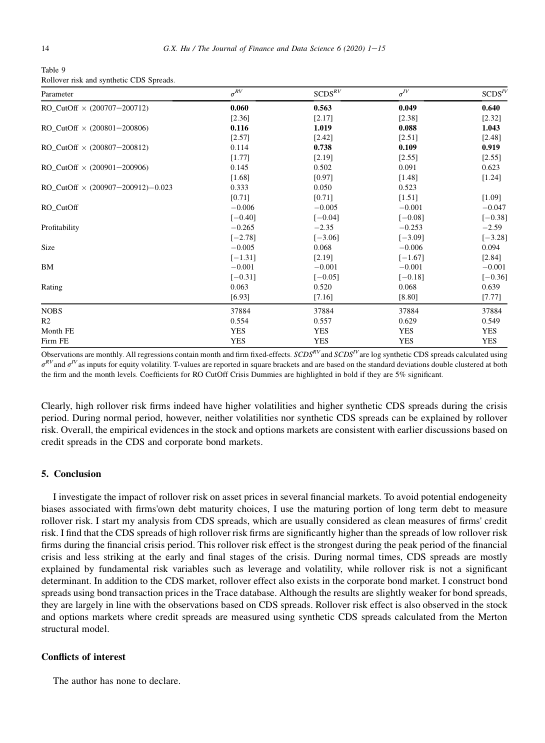 14
G.X. Hu / The Journal of Finance and Data Science 6 (2020) 1–15
Table 9
Rollover risk and synthetic CDS Spreads.
Parameter σ^RV SCDS^RV σ^IV SCDS^IV
RO_CutOff × (200707–200712) 0.060 0.563 0.049 0.640
[2.36] [2.17] [2.38] [2.32]
RO_CutOff × (200801–200806) 0.116 1.019 0.088 1.043
[2.57] [2.42] [2.51] [2.48]
RO_CutOff × (200807–200812) 0.114 0.738 0.109 0.919
[1.77] [2.19] [2.55] [2.55]
RO_CutOff × (200901–200906) 0.145 0.502 0.091 0.623
[1.68] [0.97] [1.48] [1.24]
RO_CutOff × (200907–200912)−0.023 0.333 0.050 0.523
[0.71] [0.71] [1.51] [1.09]
RO_CutOff −0.006 −0.005 −0.001 −0.047
[−0.40] [−0.04] [−0.08] [−0.38]
Profitability −0.265 −2.35 −0.253 −2.59
[−2.78] [−3.06] [−3.09] [−3.28]
Size −0.005 0.068 −0.006 0.094
[−1.31] [2.19] [−1.67] [2.84]
BM −0.001 −0.001 −0.001 −0.001
[−0.31] [−0.05] [−0.18] [−0.36]
Rating 0.063 0.520 0.068 0.639
[6.93] [7.16] [8.80] [7.77]
NOBS 37884 37884 37884 37884
R2 0.554 0.557 0.629 0.549
Month FE YES YES YES YES
Firm FE YES YES YES YES
Observations are monthly. All regressions contain month and firm fixed-effects. SCDS^RV and SCDS^IV are log synthetic CDS spreads calculated using
σ^RV and σ^IV as inputs for equity volatility. T-values are reported in square brackets and are based on the standard deviations double clustered at both
the firm and the month levels. Coefficients for RO CutOff Crisis Dummies are highlighted in bold if they are 5% significant.
Clearly, high rollover risk firms indeed have higher volatilities and higher synthetic CDS spreads during the crisis
period. During normal period, however, neither volatilities nor synthetic CDS spreads can be explained by rollover
risk. Overall, the empirical evidences in the stock and options markets are consistent with earlier discussions based on
credit spreads in the CDS and corporate bond markets.
5. Conclusion
I investigate the impact of rollover risk on asset prices in several financial markets. To avoid potential endogeneity
biases associated with firms'own debt maturity choices, I use the maturing portion of long term debt to measure
rollover risk. I start my analysis from CDS spreads, which are usually considered as clean measures of firms' credit
risk. I find that the CDS spreads of high rollover risk firms are significantly higher than the spreads of low rollover risk
firms during the financial crisis period. This rollover risk effect is the strongest during the peak period of the financial
crisis and less striking at the early and final stages of the crisis. During normal times, CDS spreads are mostly
explained by fundamental risk variables such as leverage and volatility, while rollover risk is not a significant
determinant. In addition to the CDS market, rollover effect also exists in the corporate bond market. I construct bond
spreads using bond transaction prices in the Trace database. Although the results are slightly weaker for bond spreads,
they are largely in line with the observations based on CDS spreads. Rollover risk effect is also observed in the stock
and options markets where credit spreads are measured using synthetic CDS spreads calculated from the Merton
structural model.
Conflicts of interest
The author has none to declare.